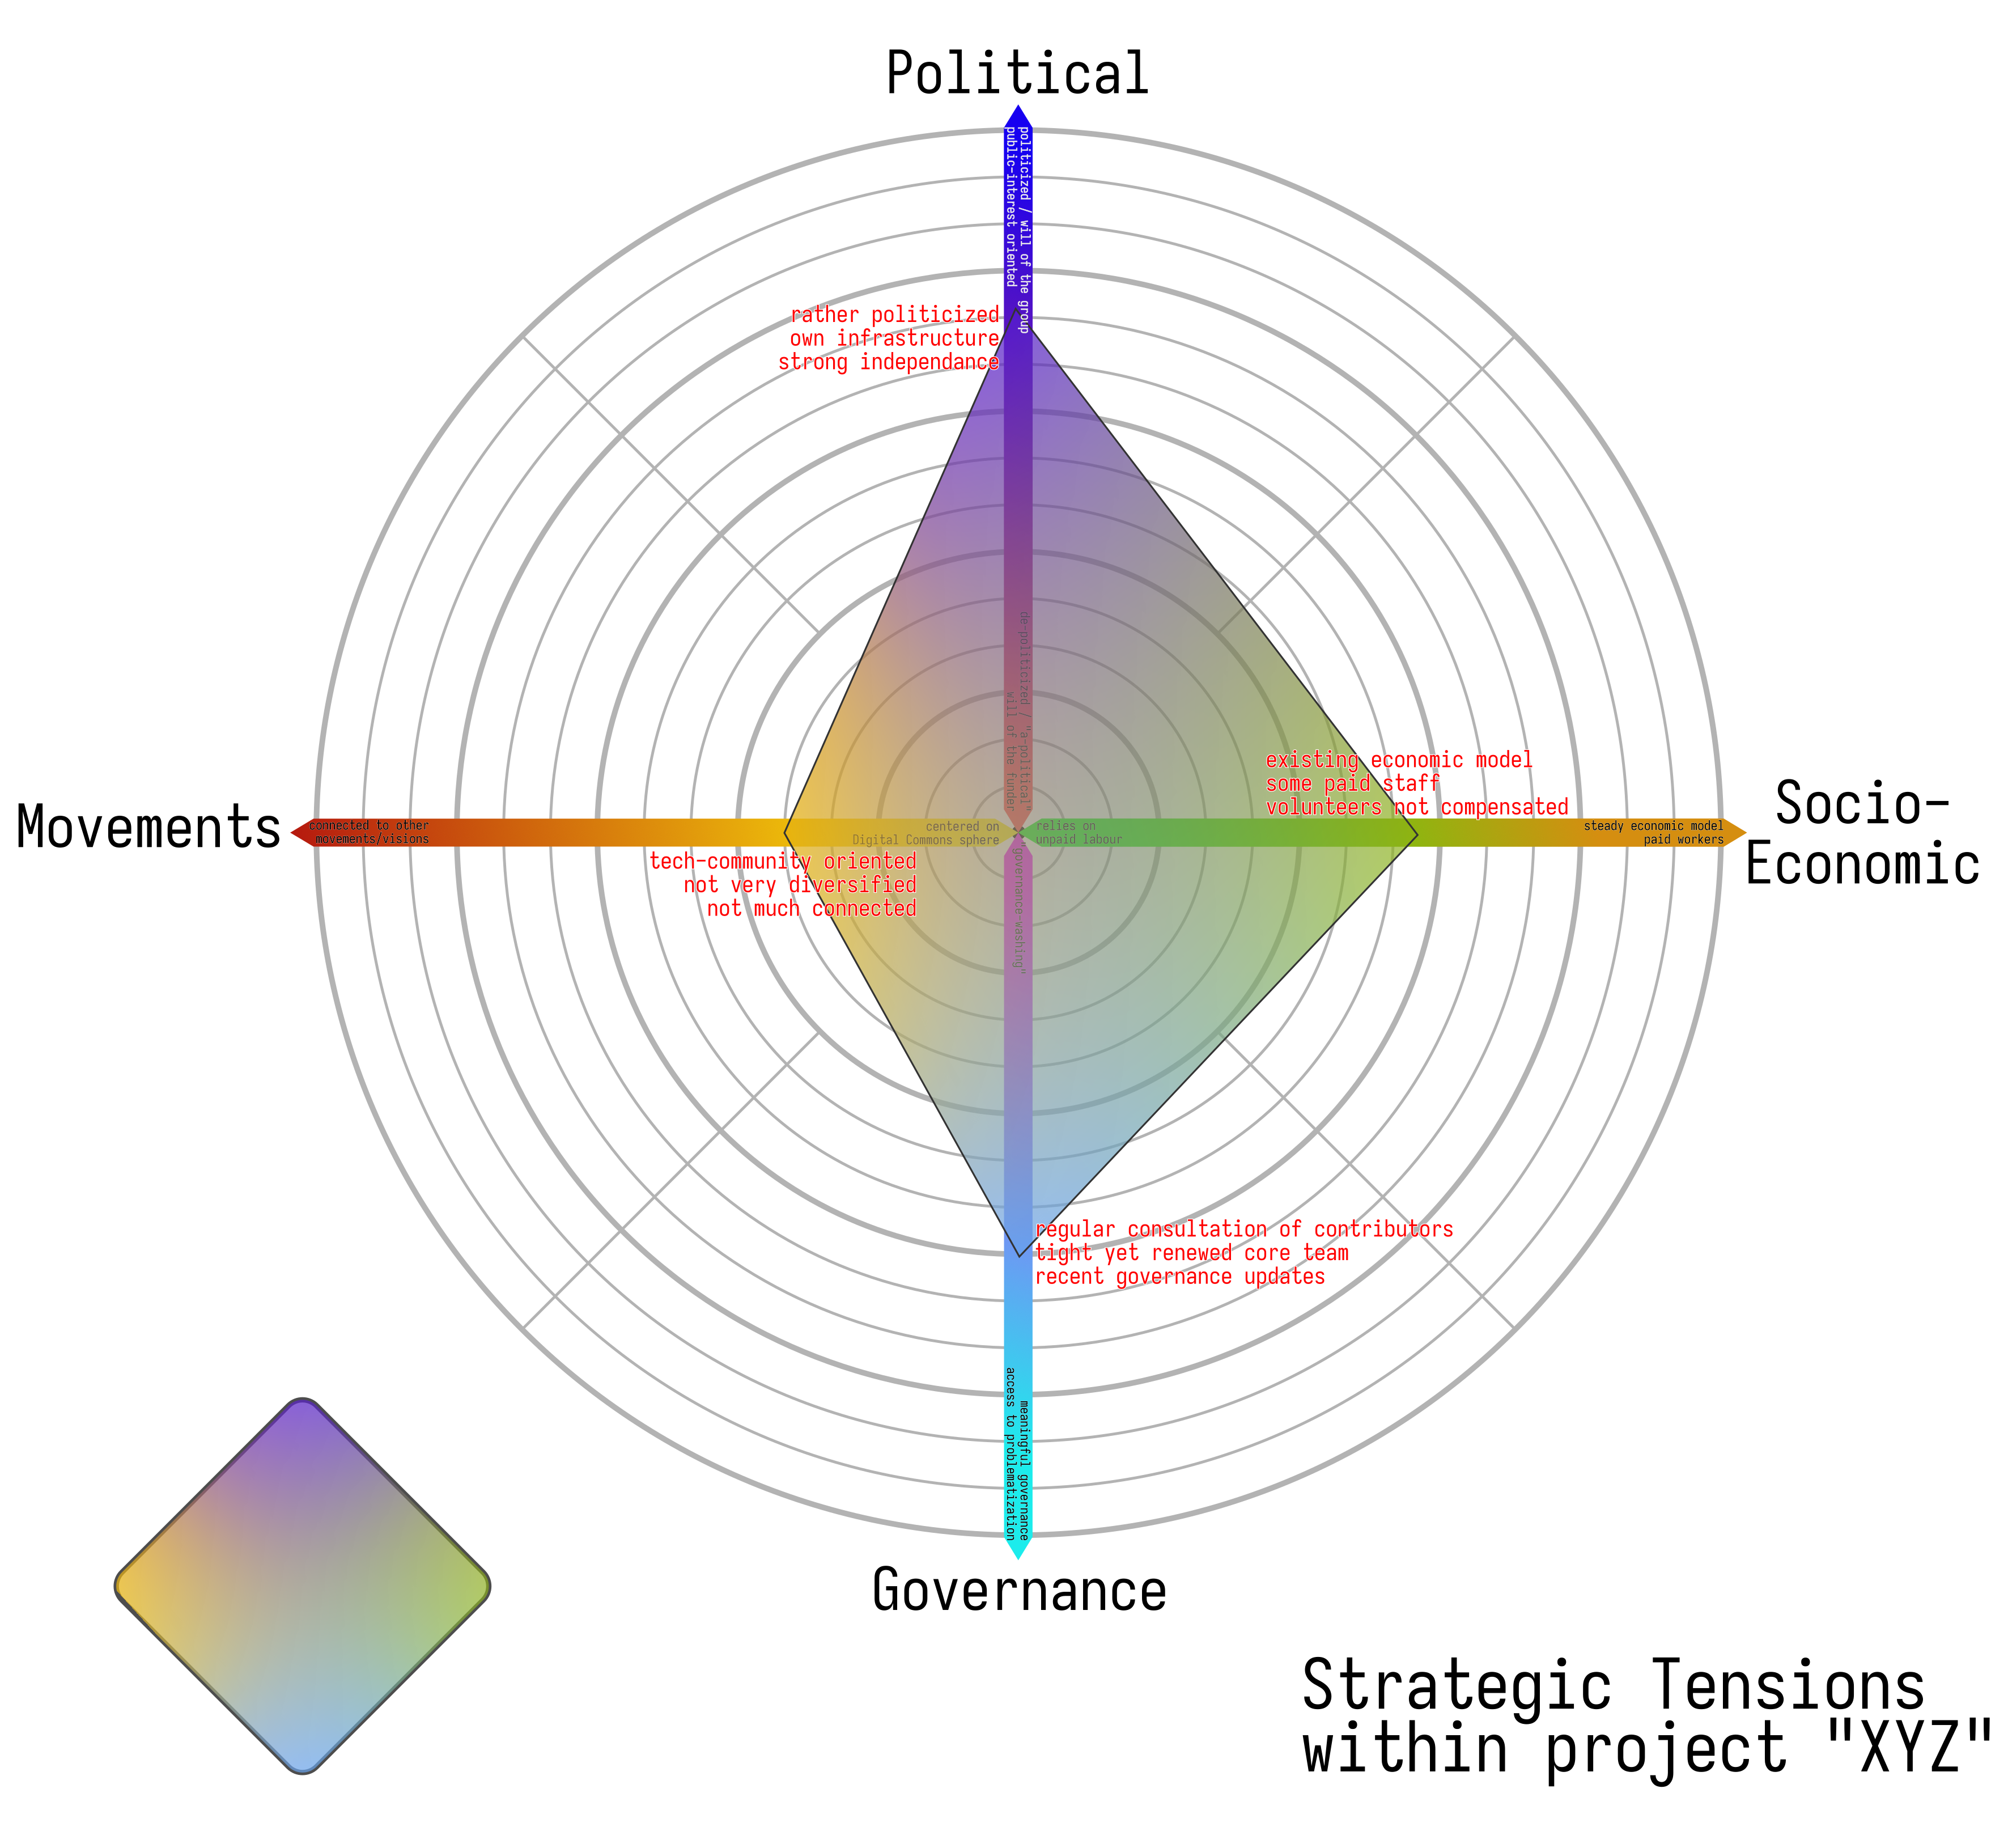 Political
politicized / will of the group
public-interest oriented
rather politicized
own infrastructure
strong independance
de-politicized / "a-political"
will of the funder
existing economic model
some paid staff
volunteers not compensated
Movements
connected to other
movements/visions
centered on
Digital Commons sphere
relies on
unpaid labour
steady economic model
paid workers
Socio-
Economic
tech-community oriented
not very diversified
not much connected
"governance-washing"
regular consultation of contributors
tight yet renewed core team
recent governance updates
meaningful governance
access to problematization
Governance
Strategic Tensions
within project "XYZ"